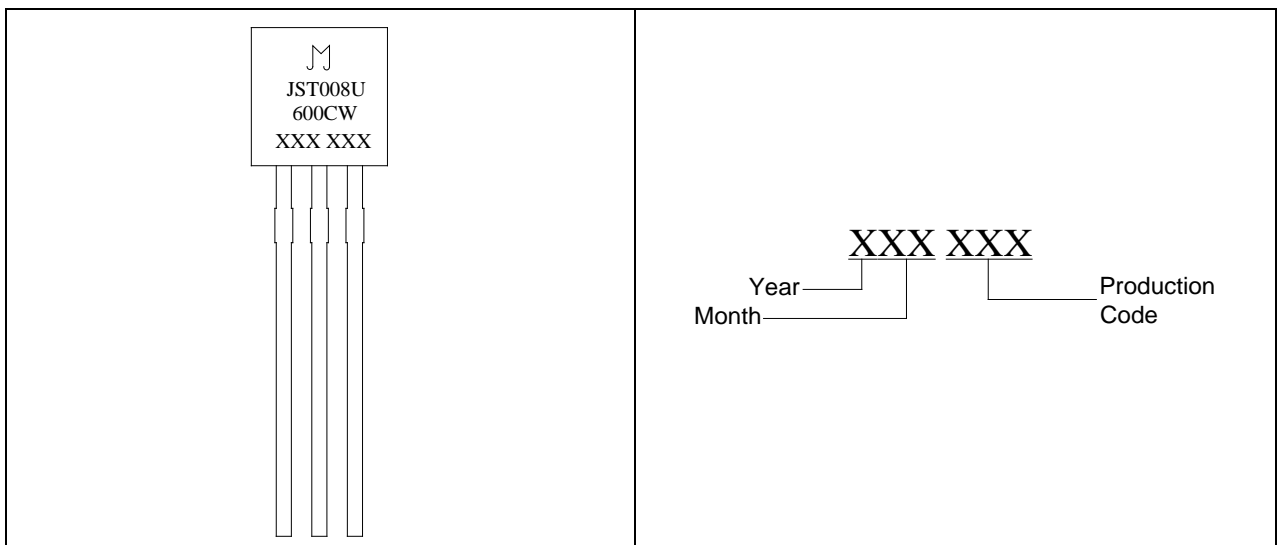 JST008U
600CW
XXX XXX
XXX XXX
Year
Month
Production
Code